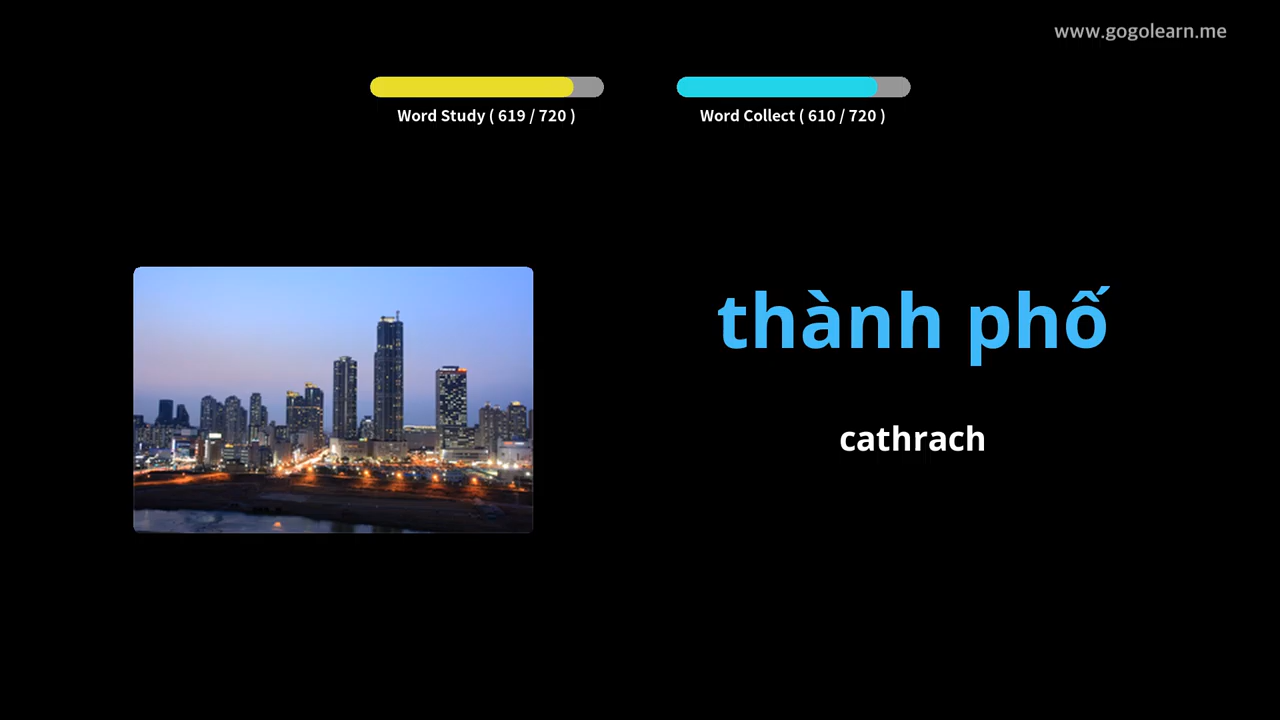 www.gogolearn.me
Word Study ( 619 / 720 )
Word Collect ( 610 / 720 )
thành phố
cathrach